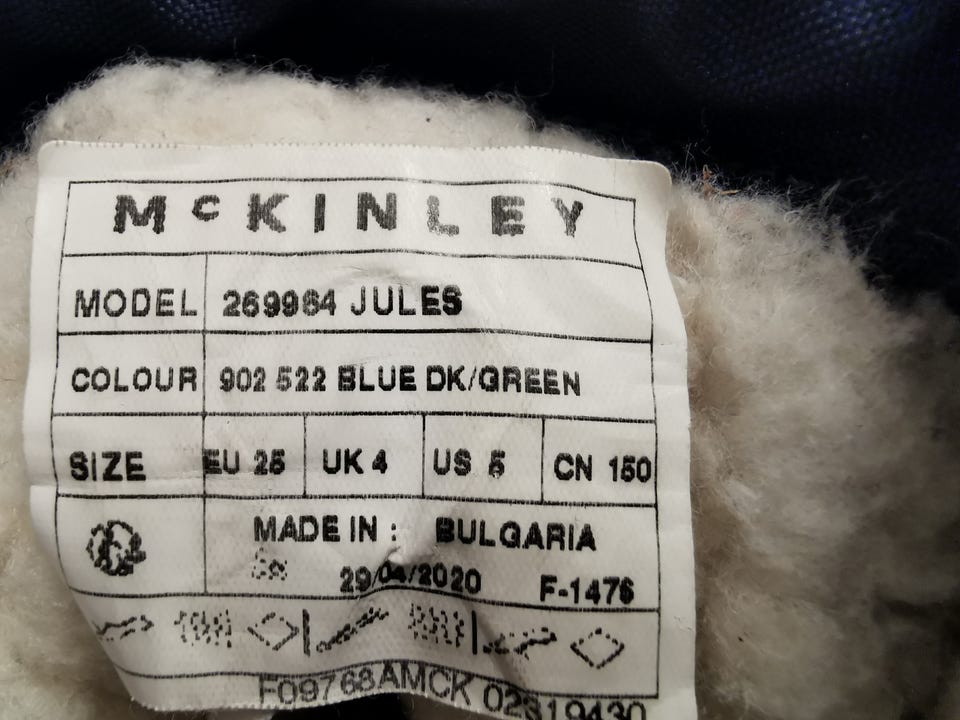 McKINLEY
MODEL 269964 JULES
COLOUR 902 522 BLUE DK/GREEN
SIZE EU 25 UK 4 US 5 CN 150
MADE IN : BULGARIA
29/04/2020 F-1476
F09768AMCK 02319430